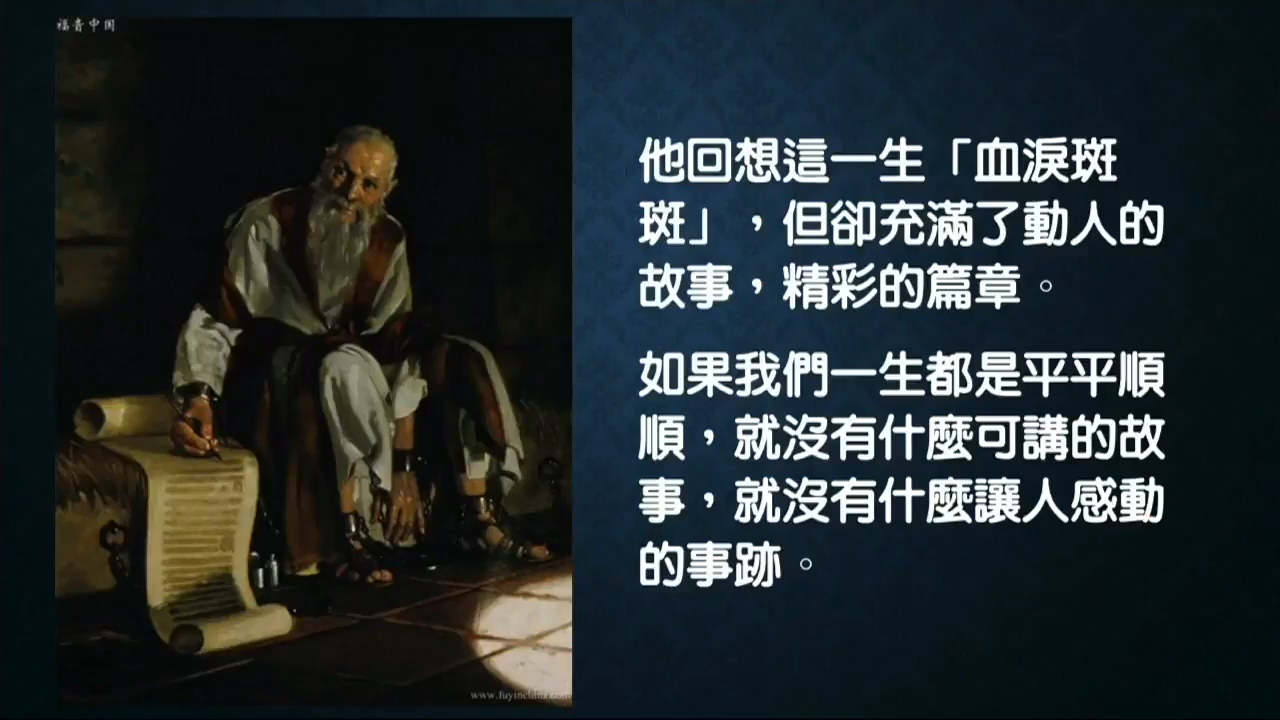 福音中国
他回想這一生「血淚斑
斑」，但卻充滿了動人的
故事，精彩的篇章。
如果我們一生都是平平順
順，就沒有什麼可講的故
事，就沒有什麼讓人感動
的事跡。